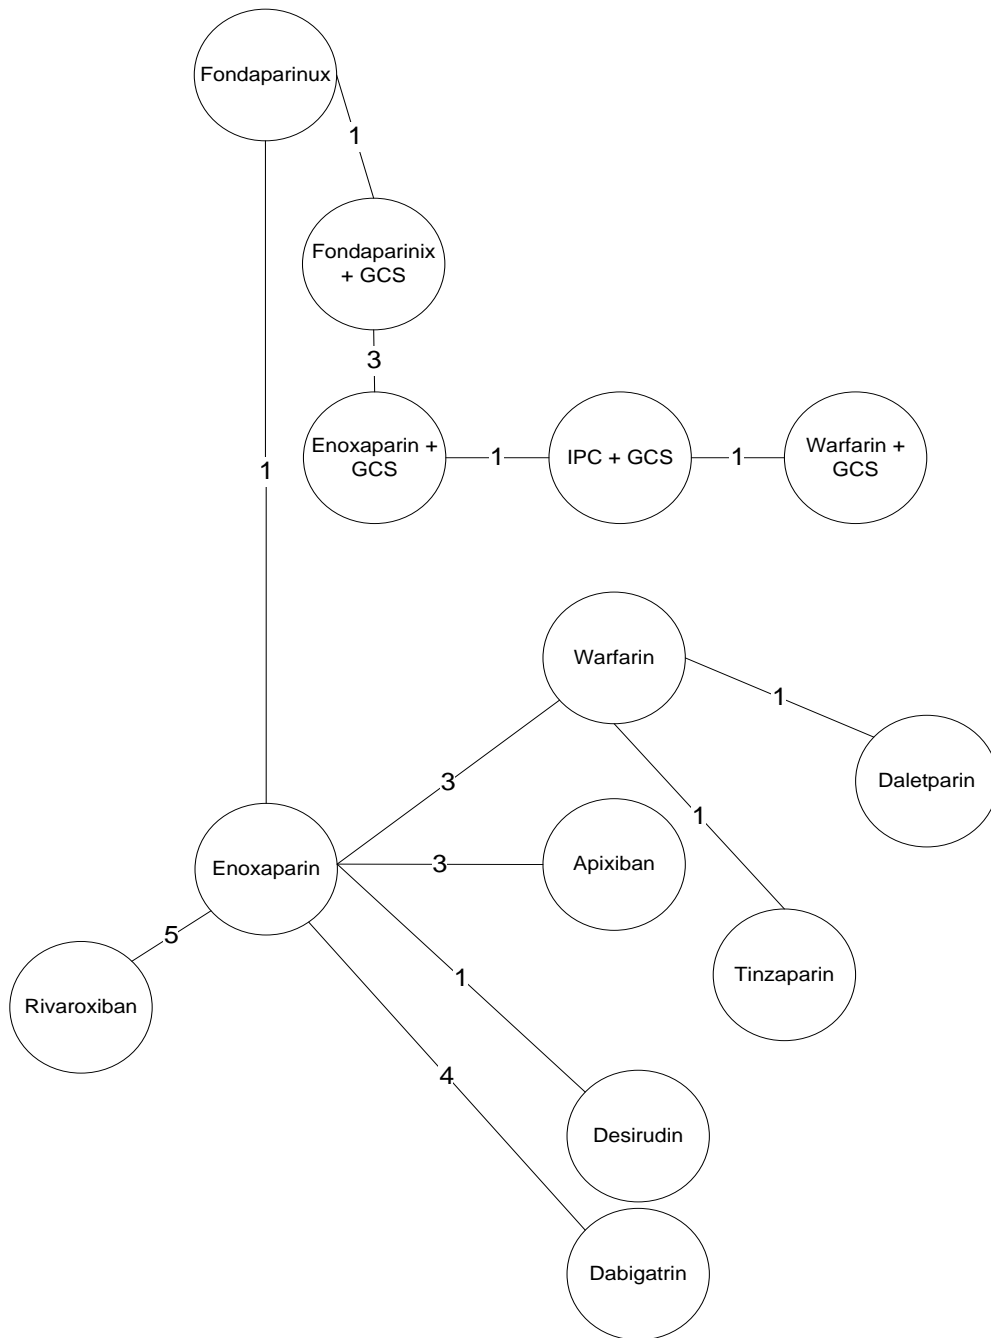 Fondaparinux
1
Fondaparinix
+ GCS
3
Enoxaparin +
GCS
1
IPC + GCS
1
Warfarin +
GCS
1
Warfarin
1
Daletparin
3
1
Enoxaparin
3
Apixiban
5
Tinzaparin
1
Rivaroxiban
4
Desirudin
Dabigatrin